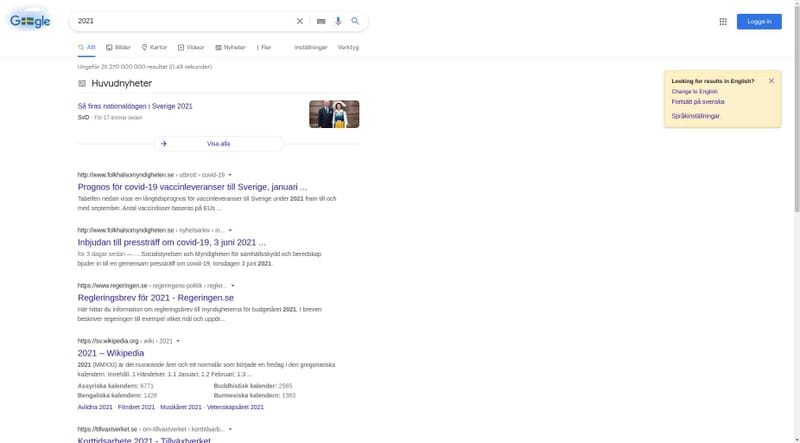 Google
2021
Logga in
Allt Bilder Kartor Videor Nyheter Fler Inställningar Verktyg
Ungefär 25 270 000 000 resultat (0,48 sekunder)
Huvudnyheter
Så firas nationaldagen i Sverige 2021
SvD · För 17 timmar sedan
Visa alla
Looking for results in English?
Change to English
Fortsätt på svenska
Språkinställningar
http://www.folkhalsomyndigheten.se › utbrott › covid-19
Prognos för covid-19 vaccinleveranser till Sverige, januari ...
Tabellen nedan visar en långtidsprognos för vaccinleveranser till Sverige under 2021 fram till och
med september. Antal vaccindoser baseras på EUs ...
http://www.folkhalsomyndigheten.se › nyhetsarkiv › in...
Inbjudan till pressträff om covid-19, 3 juni 2021 ...
för 3 dagar sedan — ... Socialstyrelsen och Myndigheten för samhällsskydd och beredskap
bjuder in till en gemensam pressträff om covid-19, torsdagen 3 juni 2021.
https://www.regeringen.se › regeringens-politik › regler...
Regleringsbrev för 2021 - Regeringen.se
Här hittar du information om regleringsbrev till myndigheterna för budgetåret 2021. I breven
beskriver regeringen till exempel vilket mål och uppdr...
https://sv.wikipedia.org › wiki › 2021
2021 – Wikipedia
2021 (MMXXI) är det nuvarande året och ett normalår som började en fredag i den gregorianska
kalendern. Innehåll. 1 Händelser. 1.1 Januari; 1.2 Februari; 1.3 ...
Assyriska kalendern: 6771 Buddhistisk kalender: 2565
Bengaliska kalendern: 1428 Burmesiska kalendern: 1383
Avlidna 2021 · Filmåret 2021 · Musikåret 2021 · Vetenskapsåret 2021
https://tillvaxtverket.se › om-tillvaxtverket › korttidsarb...
Korttidsarbete 2021 - Tillväxtverket